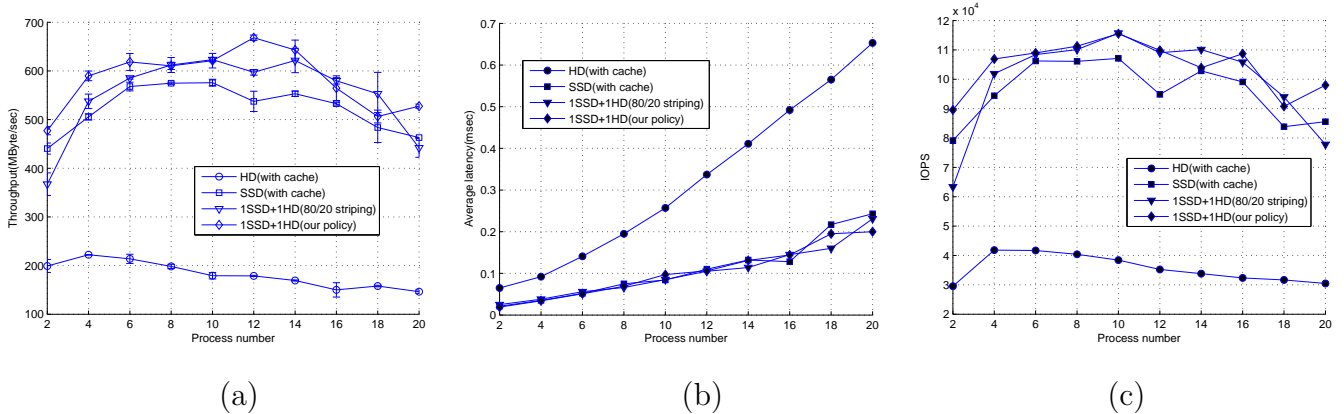 700
600
500
400
300
200
100
2 4 6 8 10 12 14 16 18 20
Process number
Throughput(MByte/sec)
HD(with cache)
SSD(with cache)
1SSD+1HD(80/20 striping)
1SSD+1HD(our policy)
(a)
0.7
0.6
0.5
0.4
0.3
0.2
0.1
0
2 4 6 8 10 12 14 16 18 20
Process number
Average latency(msec)
HD(with cache)
SSD(with cache)
1SSD+1HD(80/20 striping)
1SSD+1HD(our policy)
(b)
x 10⁴
12
11
10
9
8
7
6
5
4
3
2
2 4 6 8 10 12 14 16 18 20
Process number
IOPS
HD(with cache)
SSD(with cache)
1SSD+1HD(80/20 striping)
1SSD+1HD(our policy)
(c)